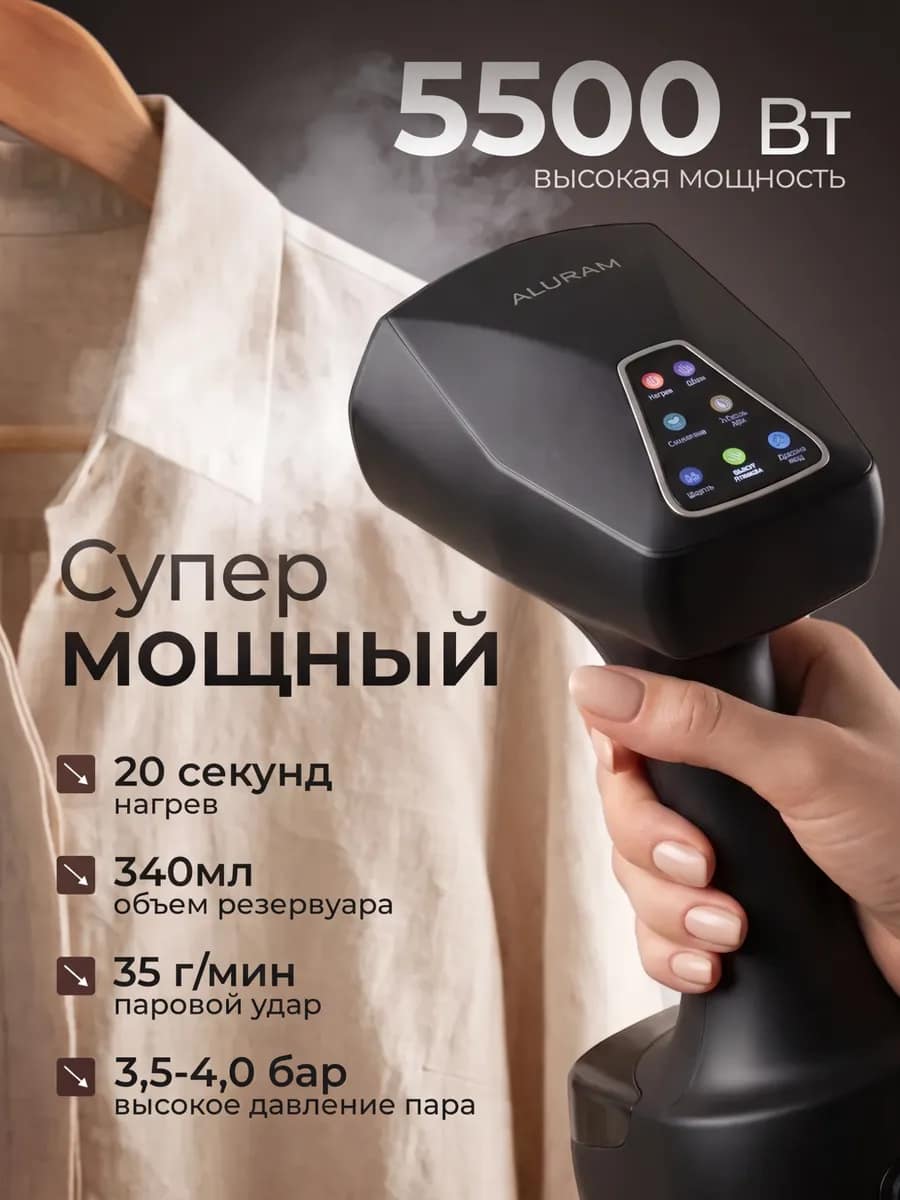 5500 Вт
высокая мощность
ALURAM
Нагрев
Супер
мощный
20 секунд
нагрев
340мл
объем резервуара
35 г/мин
паровой удар
3,5-4,0 бар
высокое давление пара